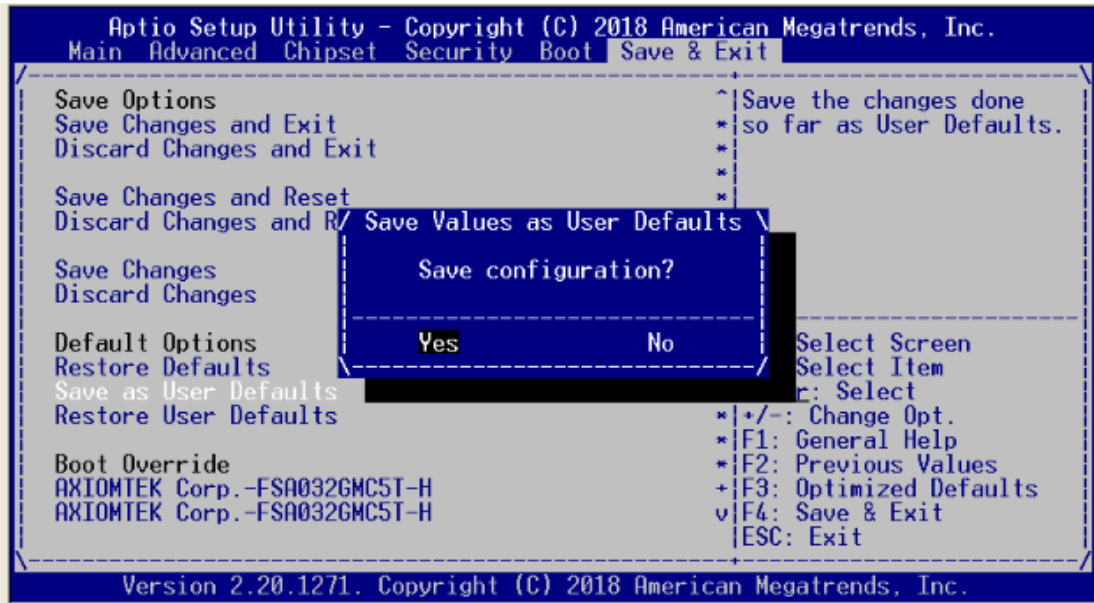 Aptio Setup Utility - Copyright (C) 2018 American Megatrends, Inc.
Main Advanced Chipset Security Boot Save & Exit
Save Options
Save Changes and Exit
Discard Changes and Exit
Save Changes and Reset
Discard Changes and R
Save Changes
Discard Changes
Default Options
Restore Defaults
Save as User Defaults
Restore User Defaults
Boot Override
AXIOMTEK Corp.-FSA032GMC5T-H
AXIOMTEK Corp.-FSA032GMC5T-H
Save Values as User Defaults
Save configuration?
Yes No
Save the changes done
so far as User Defaults.
Select Screen
Select Item
r: Select
+/-: Change Opt.
F1: General Help
F2: Previous Values
F3: Optimized Defaults
F4: Save & Exit
ESC: Exit
Version 2.20.1271. Copyright (C) 2018 American Megatrends, Inc.